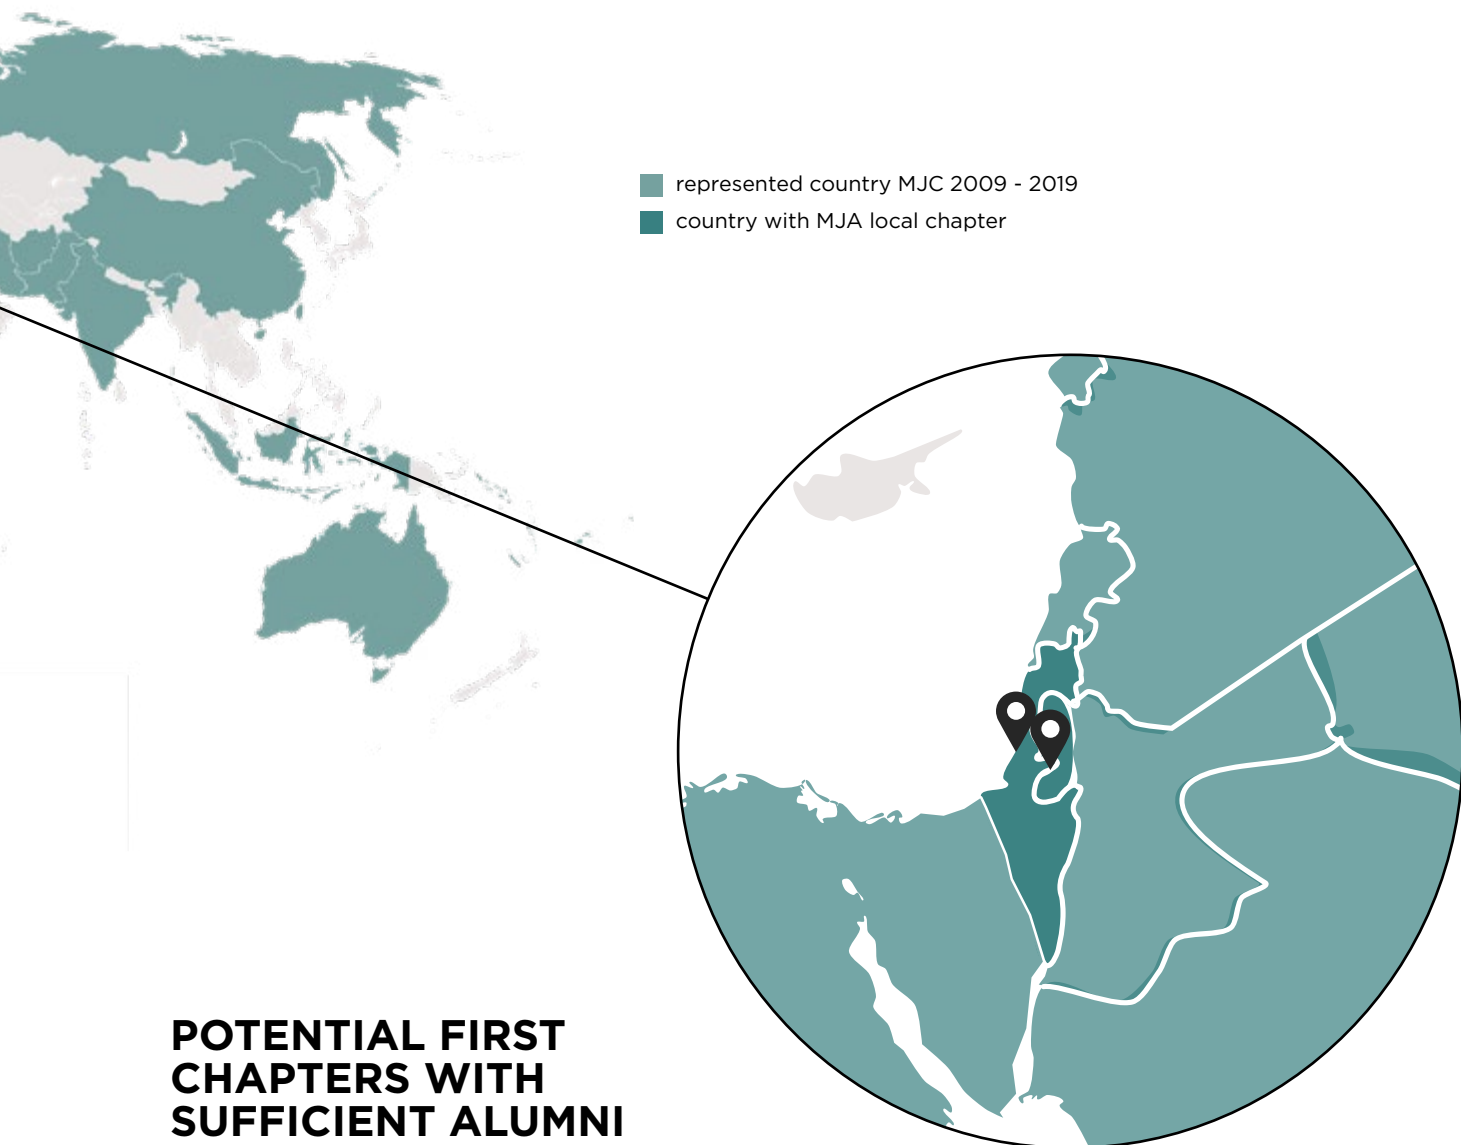 represented country MJC 2009 - 2019
country with MJA local chapter
POTENTIAL FIRST
CHAPTERS WITH
SUFFICIENT ALUMNI